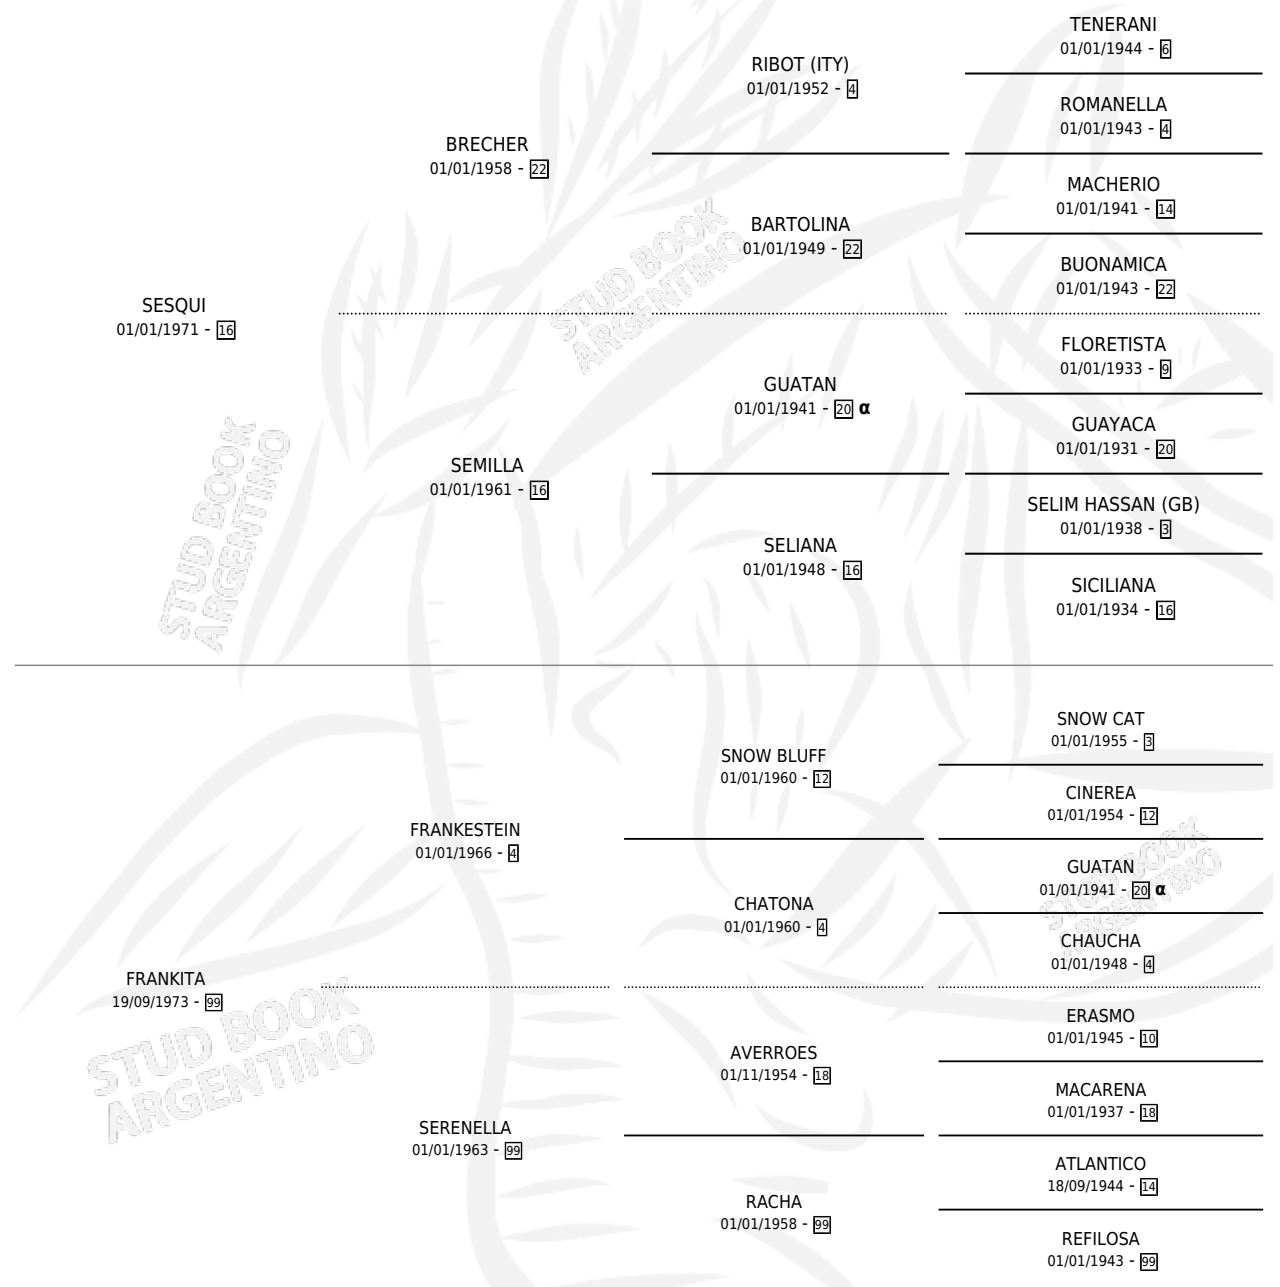 TENERANI
01/01/1944 - 6
RIBOT (ITY)
01/01/1952 - 4
ROMANELLA
01/01/1943 - 4
BRECHER
01/01/1958 - 22
MACHERIO
01/01/1941 - 14
BARTOLINA
01/01/1949 - 22
BUONAMICA
01/01/1943 - 22
STUD BOOK
ARGENTINO
SESQUI
01/01/1971 - 16
FLORETISTA
01/01/1933 - 9
GUATAN
01/01/1941 - 20 α
GUAYACA
01/01/1931 - 20
SEMILLA
01/01/1961 - 16
SELIM HASSAN (GB)
01/01/1938 - 3
SELIANA
01/01/1948 - 16
SICILIANA
01/01/1934 - 16
STUD BOOK
ARGENTINO
SNOW CAT
01/01/1955 - 3
SNOW BLUFF
01/01/1960 - 12
CINEREA
01/01/1954 - 12
FRANKESTEIN
01/01/1966 - 4
GUATAN
01/01/1941 - 20 α
CHATONA
01/01/1960 - 4
CHAUCHA
01/01/1948 - 4
STUD BOOK
ARGENTINO
FRANKITA
19/09/1973 - 99
ERASMO
01/01/1945 - 10
AVERROES
01/11/1954 - 18
MACARENA
01/01/1937 - 18
STUD BOOK
ARGENTINO
SERENELLA
01/01/1963 - 99
ATLANTICO
18/09/1944 - 14
RACHA
01/01/1958 - 99
REFILOSA
01/01/1943 - 99